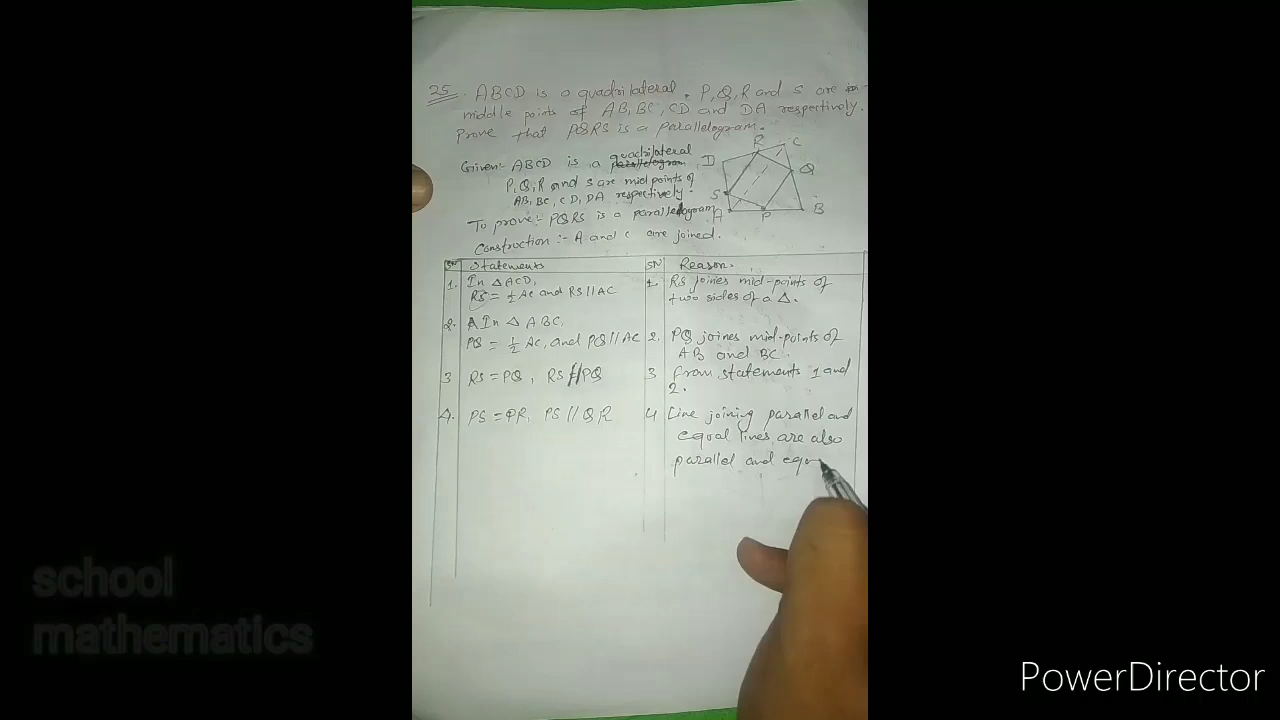 25. ABCD is a quadrilateral. P, Q, R and S are
middle points of AB, BC, CD and DA respectively.
Prove that PQRS is a parallelogram.
Given:- ABCD is a quadrilateral
P, Q, R and S are mid points of
AB, BC, CD, DA respectively.
To prove:- PQRS is a parallelogram
Construction:- A and C are joined.
D R C
S Q
A P B
SN Statements SN Reason.
1. In △ ACD, 1. RS joines mid-points of
RS = ½ AC and RS // AC two sides of a △.
2. In △ ABC,
PQ = ½ AC, and PQ // AC 2. PQ joines mid-points of
AB and BC.
3 RS = PQ, RS // PQ 3 from statements 1 and
2.
4. PS = QR, PS // QR 4 Line joining parallel and
equal lines are also
parallel and equ
school
mathematics
PowerDirector